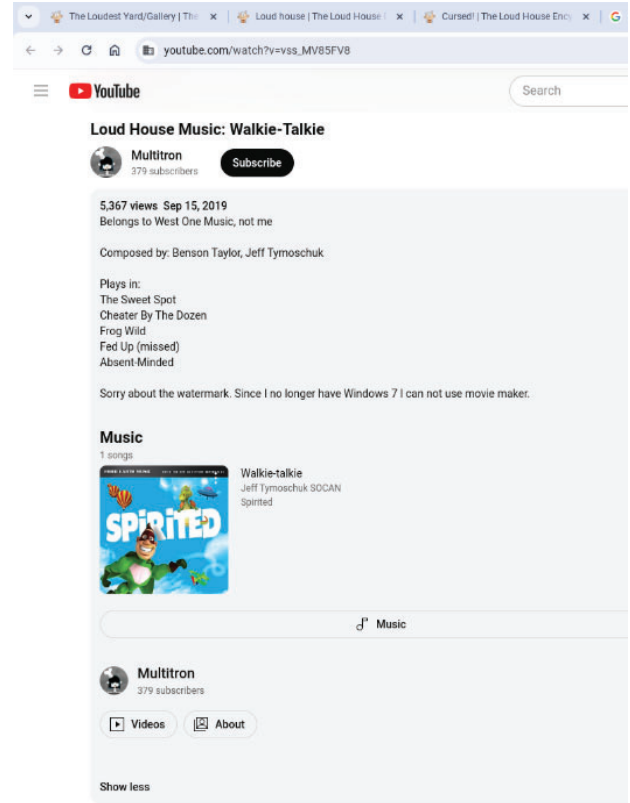 The Loudest Yard/Gallery | The
Loud house | The Loud House
Cursed! | The Loud House Ency
youtube.com/watch?v=vss_MV85FV8
YouTube
Search
Loud House Music: Walkie-Talkie
Multitron
379 subscribers
Subscribe
5,367 views Sep 15, 2019
Belongs to West One Music, not me
Composed by: Benson Taylor, Jeff Tymoschuk
Plays in:
The Sweet Spot
Cheater By The Dozen
Frog Wild
Fed Up (missed)
Absent-Minded
Sorry about the watermark. Since I no longer have Windows 7 I can not use movie maker.
Music
1 songs
SPIRITED
Walkie-talkie
Jeff Tymoschuk SOCAN
Spirited
Music
Multitron
379 subscribers
Videos
About
Show less